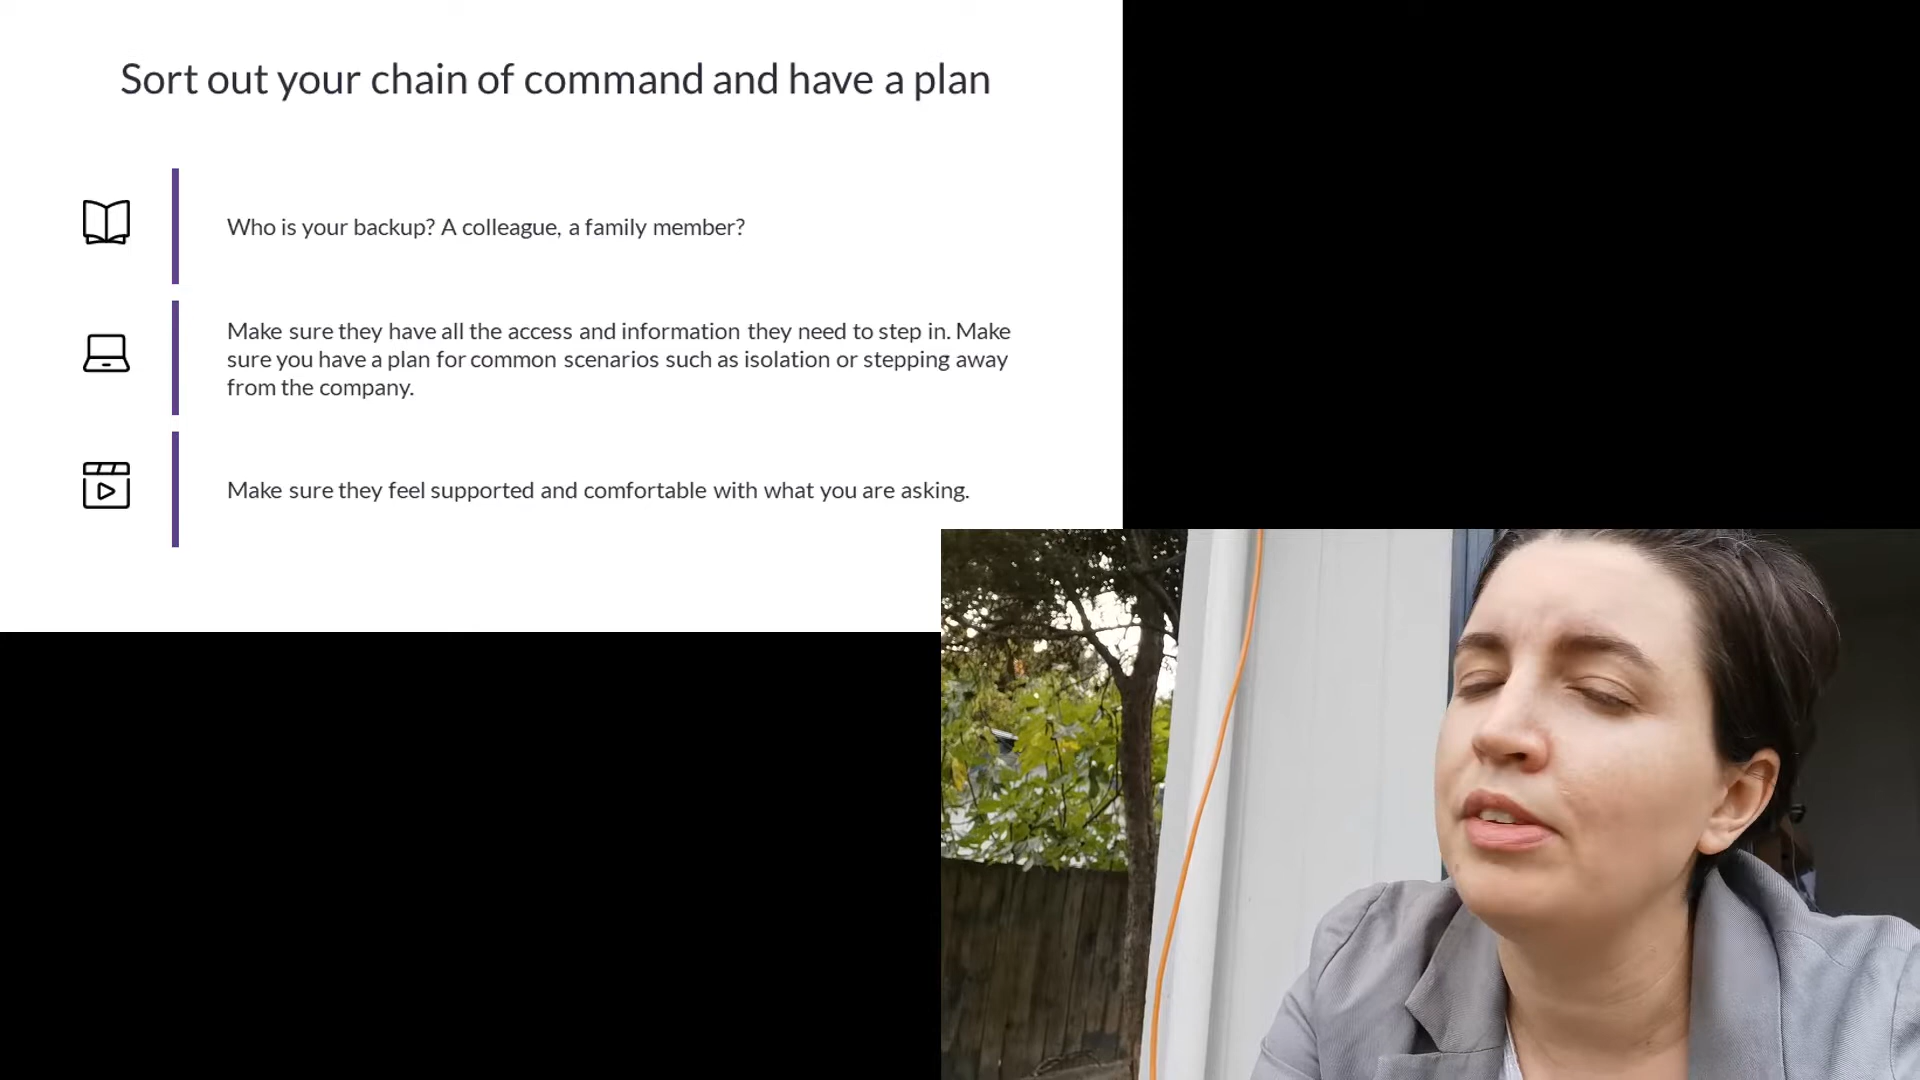 Sort out your chain of command and have a plan
Who is your backup? A colleague, a family member?
Make sure they have all the access and information they need to step in. Make
sure you have a plan for common scenarios such as isolation or stepping away
from the company.
Make sure they feel supported and comfortable with what you are asking.